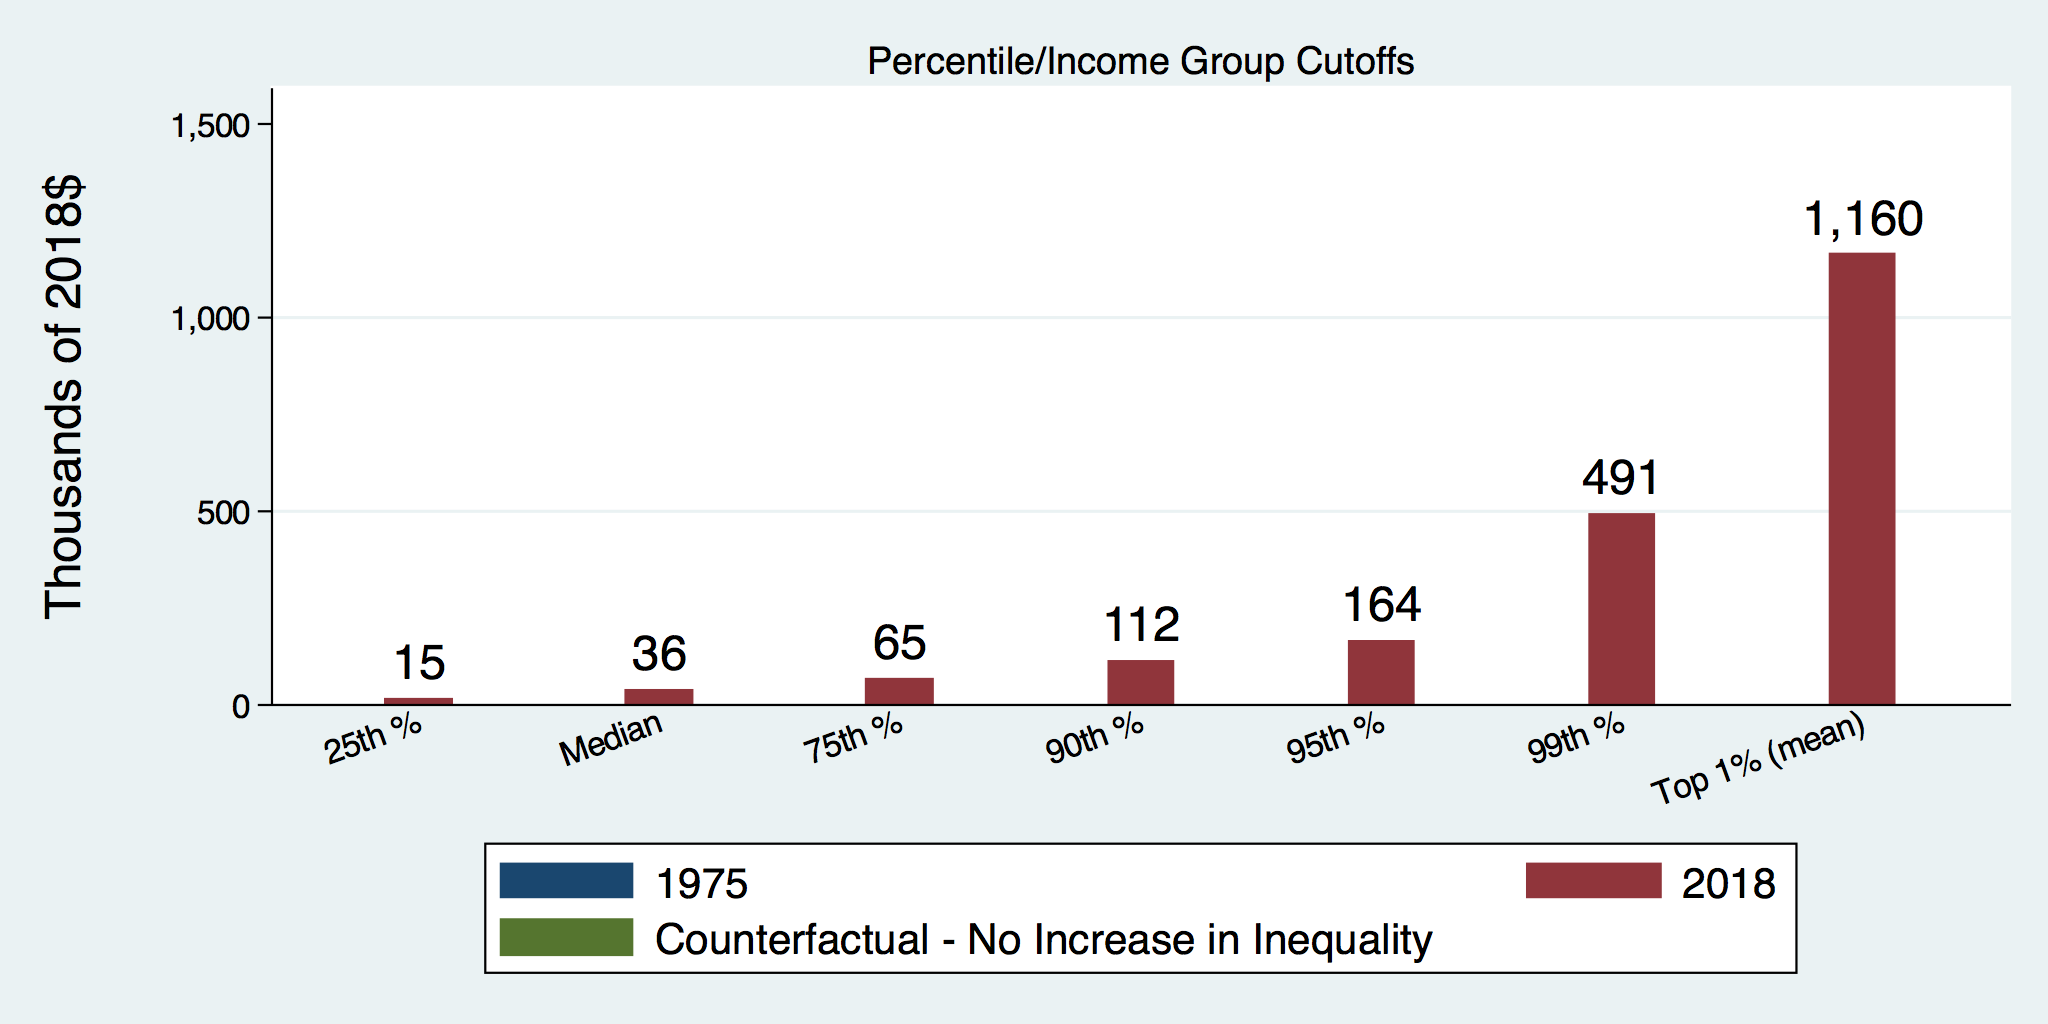 Percentile/Income Group Cutoffs
Thousands of 2018$
1,500
1,000
500
0
15
36
65
112
164
491
1,160
25th %
Median
75th %
90th %
95th %
99th %
Top 1% (mean)
1975
2018
Counterfactual - No Increase in Inequality